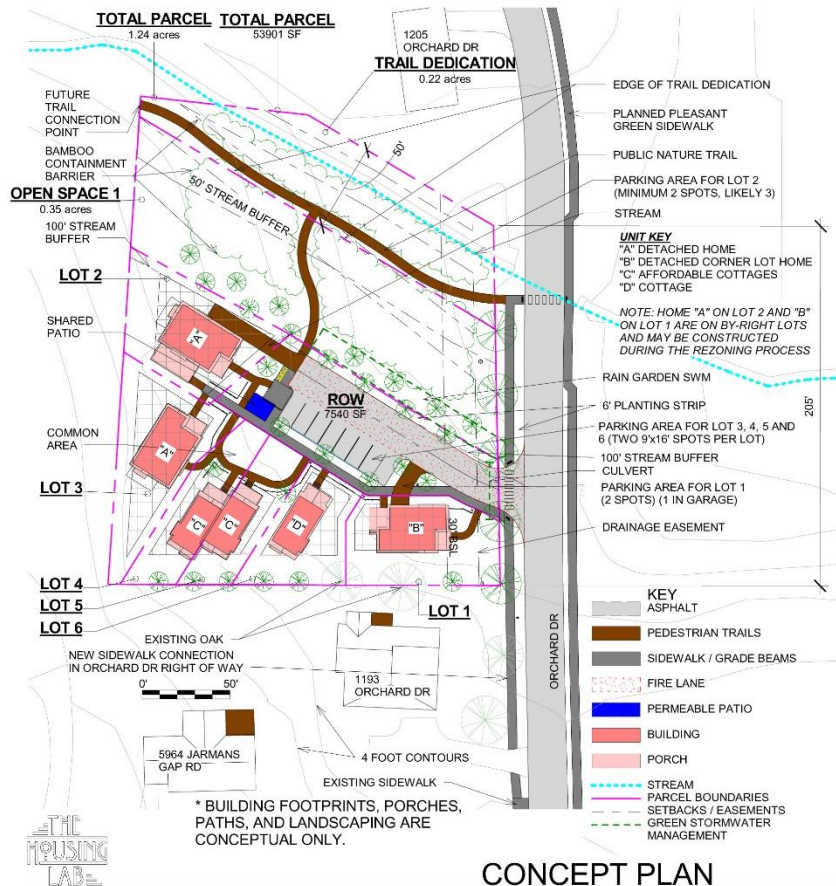 TOTAL PARCEL
1.24 acres
TOTAL PARCEL
53901 SF
1205
ORCHARD DR
TRAIL DEDICATION
0.22 acres
FUTURE
TRAIL
CONNECTION
POINT
BAMBOO
CONTAINMENT
BARRIER
OPEN SPACE 1
0.35 acres
100' STREAM
BUFFER
LOT 2
SHARED
PATIO
COMMON
AREA
LOT 3
LOT 4
LOT 5
LOT 6
50'
50' STREAM BUFFER
"A"
"A"
"C"
"C"
"D"
"B"
30' BSL
ROW
7540 SF
LOT 1
EDGE OF TRAIL DEDICATION
PLANNED PLEASANT
GREEN SIDEWALK
PUBLIC NATURE TRAIL
PARKING AREA FOR LOT 2
(MINIMUM 2 SPOTS, LIKELY 3)
STREAM
UNIT KEY
"A" DETACHED HOME
"B" DETACHED CORNER LOT HOME
"C" AFFORDABLE COTTAGES
"D" COTTAGE
NOTE: HOME "A" ON LOT 2 AND "B"
ON LOT 1 ARE ON BY-RIGHT LOTS
AND MAY BE CONSTRUCTED
DURING THE REZONING PROCESS
RAIN GARDEN SWM
6' PLANTING STRIP
PARKING AREA FOR LOT 3, 4, 5 AND
6 (TWO 9'x16' SPOTS PER LOT)
100' STREAM BUFFER
CULVERT
PARKING AREA FOR LOT 1
(2 SPOTS) (1 IN GARAGE)
DRAINAGE EASEMENT
205'
ORCHARD DR
EXISTING OAK
NEW SIDEWALK CONNECTION
IN ORCHARD DR RIGHT OF WAY
0'
50'
1193
ORCHARD DR
5964 JARMANS
GAP RD
4 FOOT CONTOURS
EXISTING SIDEWALK
* BUILDING FOOTPRINTS, PORCHES,
PATHS, AND LANDSCAPING ARE
CONCEPTUAL ONLY.
KEY
ASPHALT
PEDESTRIAN TRAILS
SIDEWALK / GRADE BEAMS
FIRE LANE
PERMEABLE PATIO
BUILDING
PORCH
STREAM
PARCEL BOUNDARIES
SETBACKS / EASEMENTS
GREEN STORMWATER
MANAGEMENT
THE
HOUSING
LAB
CONCEPT PLAN